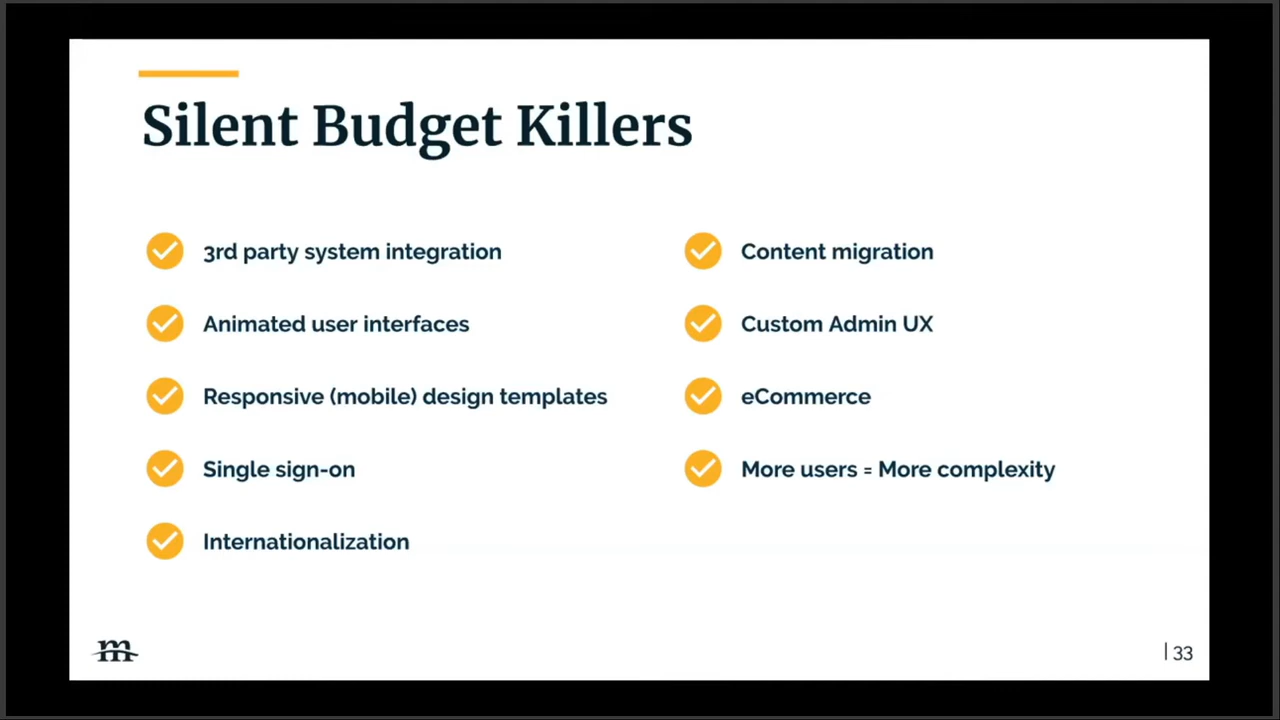 Silent Budget Killers
3rd party system integration
Animated user interfaces
Responsive (mobile) design templates
Single sign-on
Internationalization
Content migration
Custom Admin UX
eCommerce
More users = More complexity
m
| 33